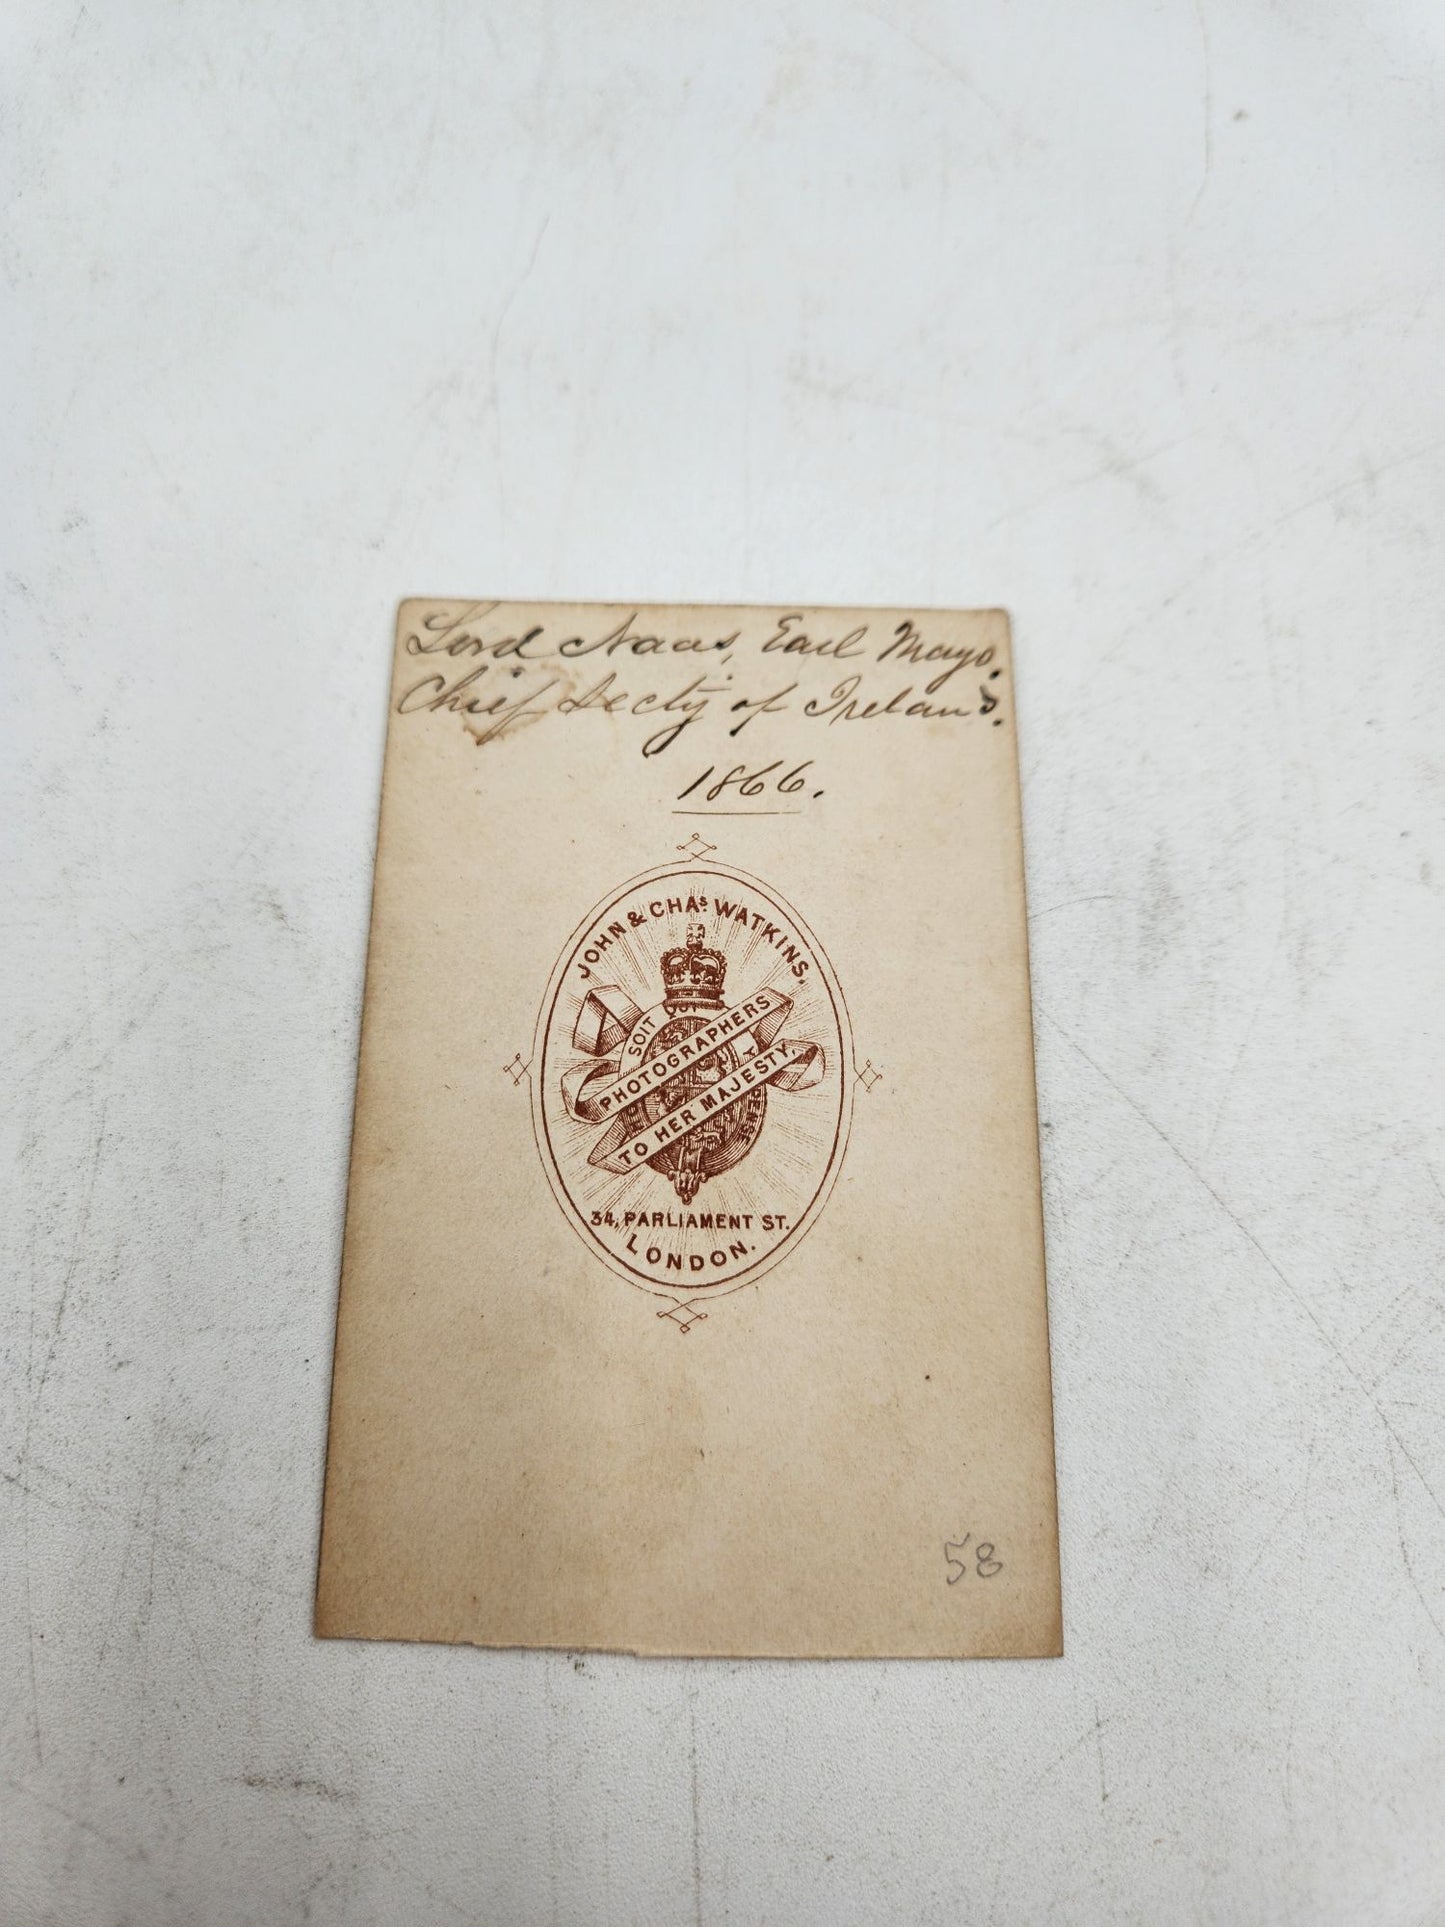 Lord Naas, Earl Mayo.
Chief Secty of Ireland.
1866.
JOHN & CHAS. WATKINS.
SOIT QUI
PHOTOGRAPHERS
TO HER MAJESTY,
34, PARLIAMENT ST.
LONDON.
58